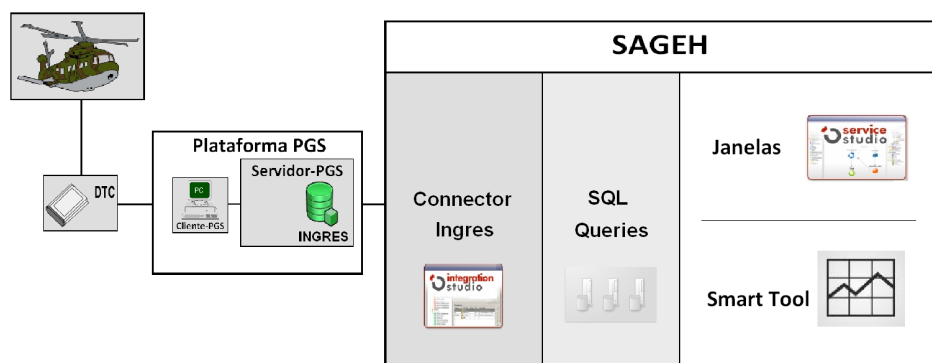 SAGEH
DTC
Plataforma PGS
Servidor-PGS
PC
Cliente-PGS
INGRES
Connector
Ingres
integration
studio
SQL
Queries
Janelas
service
studio
Smart Tool